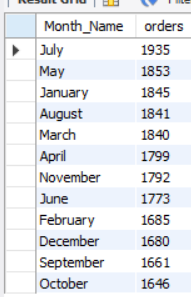 Result Grid
Month_Name orders
July 1935
May 1853
January 1845
August 1841
March 1840
April 1799
November 1792
June 1773
February 1685
December 1680
September 1661
October 1646